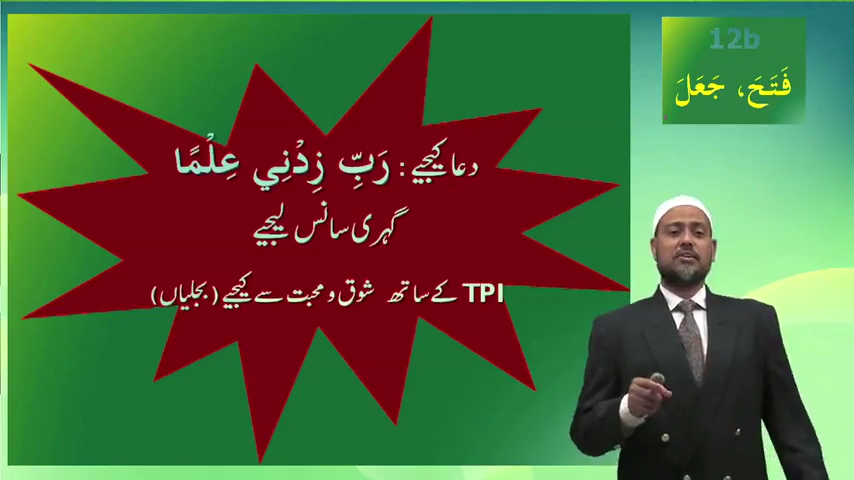 12b
فَتَحَ، جَعَلَ
دعا کیجیے: رَبِّ زِدْنِي عِلْمًا
گہری سانس لیجیے
TPI کے ساتھ شوق و محبت سے کیجیے (بجلیاں)